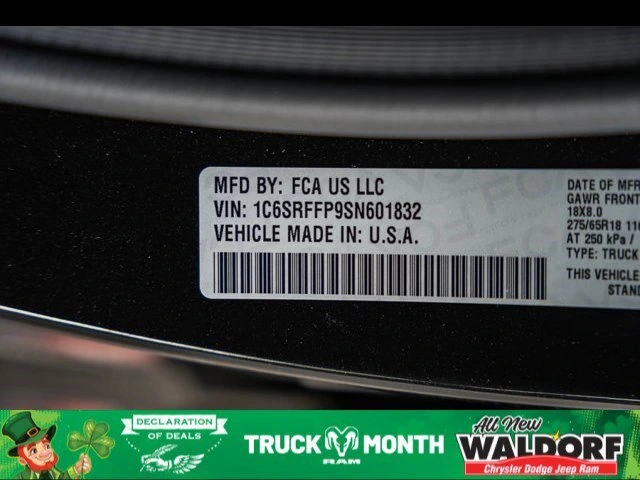 MFD BY: FCA US LLC
VIN: 1C6SRFFP9SN601832
VEHICLE MADE IN: U.S.A.
DATE OF MFR
GAWR FRONT
18X8.0
275/65R18
AT 250 kPa /
TYPE: TRUCK
THIS VEHICLE
STAND
DECLARATION
OF DEALS
TRUCK MONTH
RAM
All New
WALDORF
Chrysler Dodge Jeep Ram